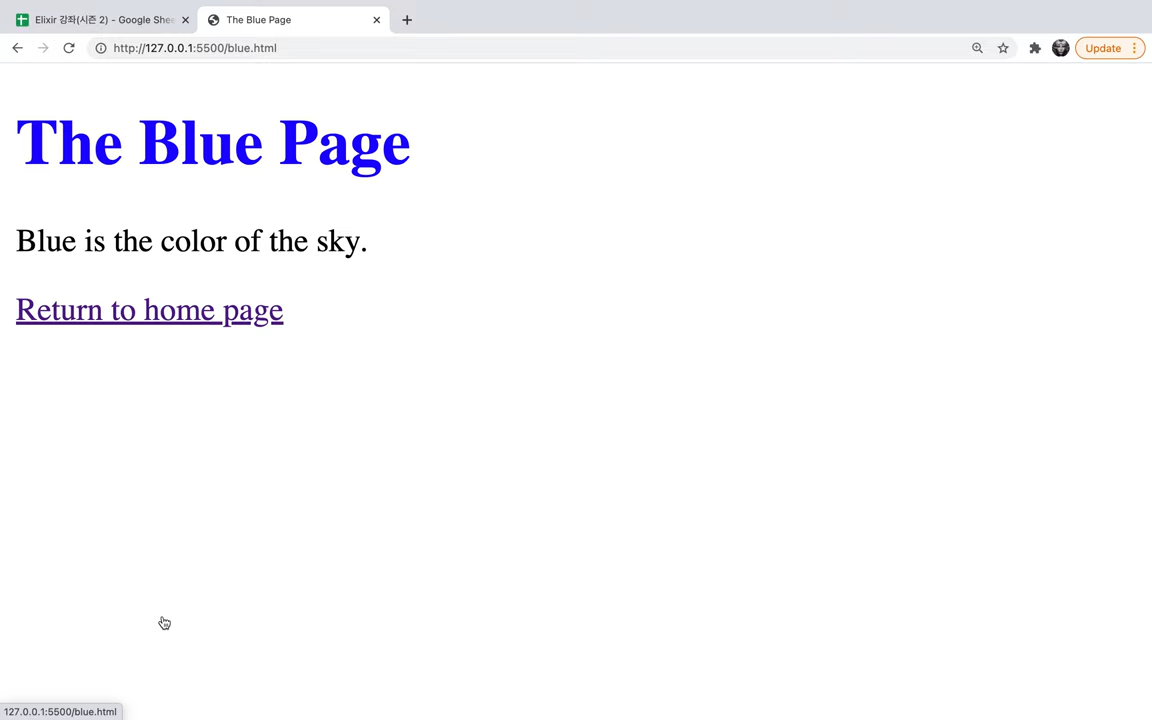 Elixir 강좌(시즌 2) - Google Shee
The Blue Page
http://127.0.0.1:5500/blue.html
Update
The Blue Page
Blue is the color of the sky.
Return to home page
127.0.0.1:5500/blue.html